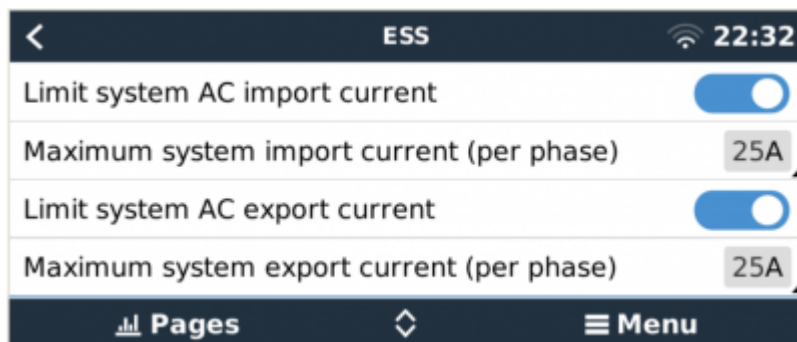 ESS 22:32
Limit system AC import current
Maximum system import current (per phase) 25A
Limit system AC export current
Maximum system export current (per phase) 25A
Pages Menu